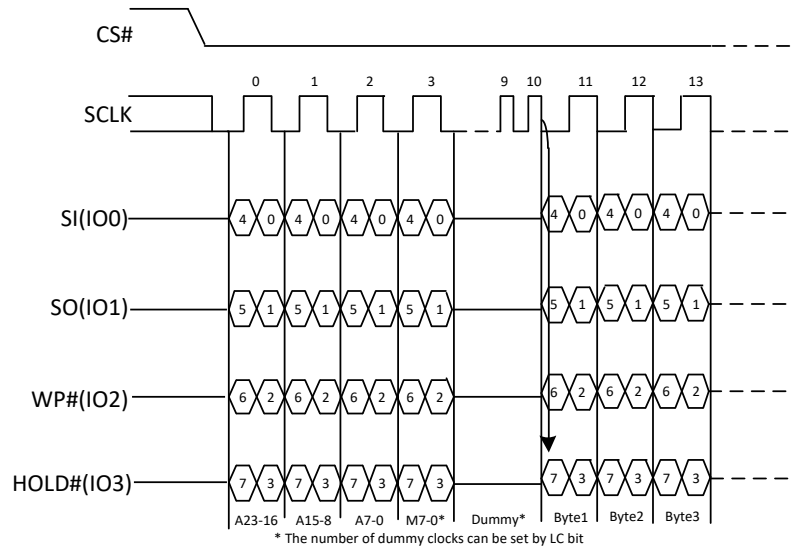 CS#
0 1 2 3 9 10 11 12 13
SCLK
SI(IO0) 4 0 4 0 4 0 4 0 4 0 4 0 4 0
SO(IO1) 5 1 5 1 5 1 5 1 5 1 5 1 5 1
WP#(IO2) 6 2 6 2 6 2 6 2 6 2 6 2 6 2
HOLD#(IO3) 7 3 7 3 7 3 7 3 7 3 7 3 7 3
A23-16 A15-8 A7-0 M7-0* Dummy* Byte1 Byte2 Byte3
* The number of dummy clocks can be set by LC bit